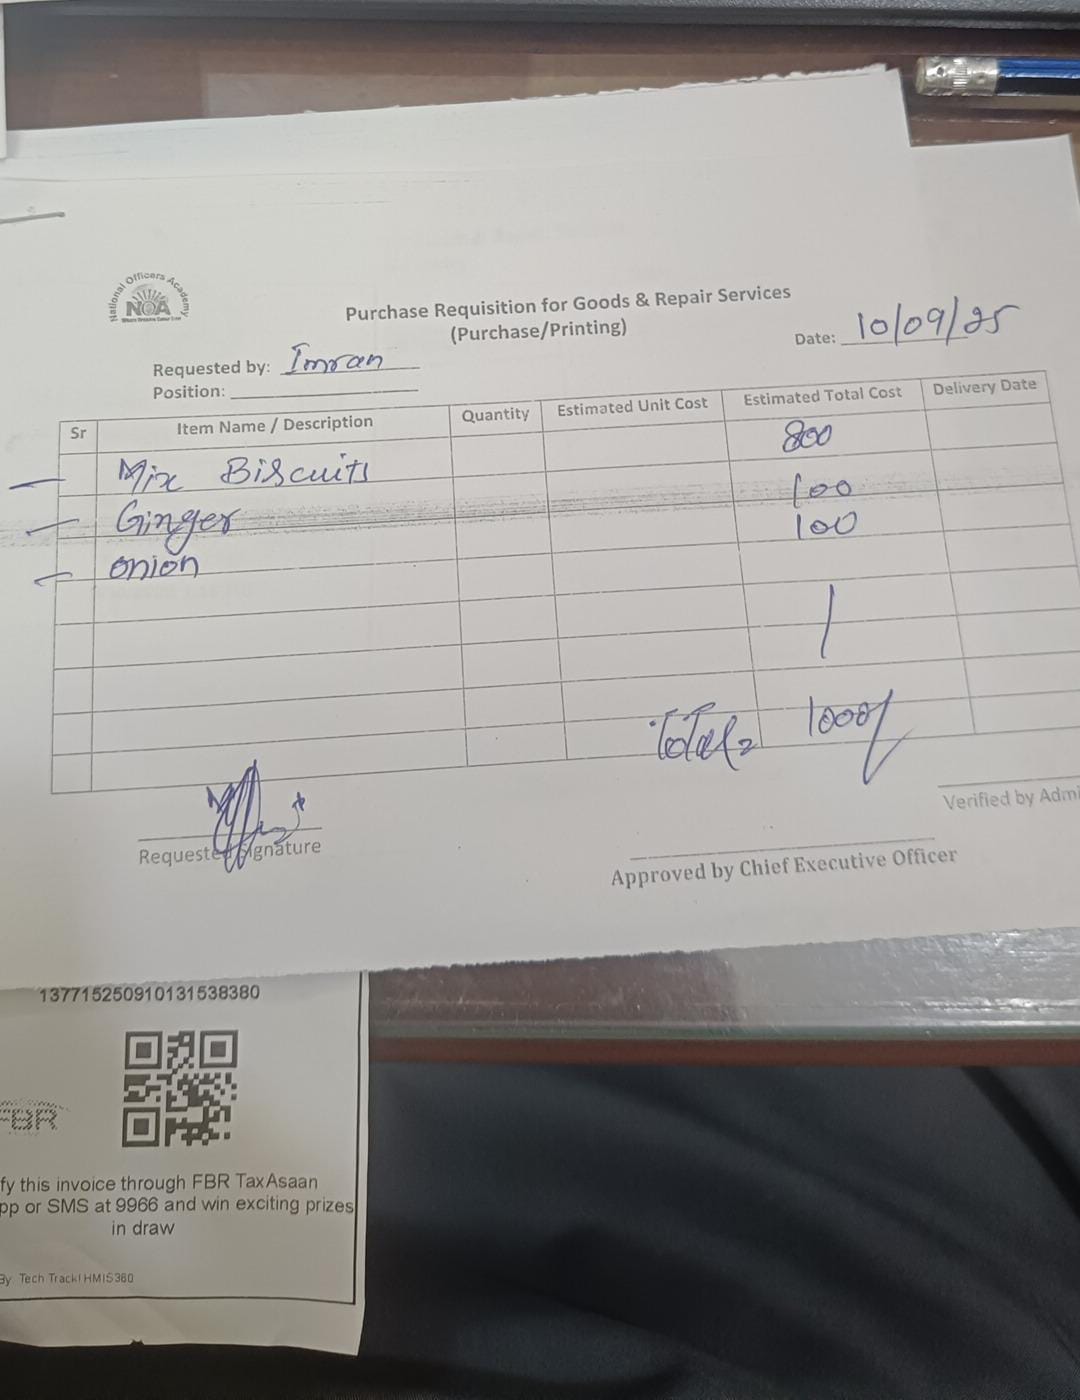 National Officers Academy
NOA
Purchase Requisition for Goods & Repair Services
(Purchase/Printing)
Date: 10/09/25
Requested by: Imran
Position:
Sr Item Name / Description Quantity Estimated Unit Cost Estimated Total Cost Delivery Date
Mix Biscuits 800
Ginger 100
onion 100
Total = 1000/
Requested Signature
Verified by Admi
Approved by Chief Executive Officer
137715250910131538380
FBR
fy this invoice through FBR TaxAsaan
pp or SMS at 9966 and win exciting prizes
in draw
By Tech Track HMIS360